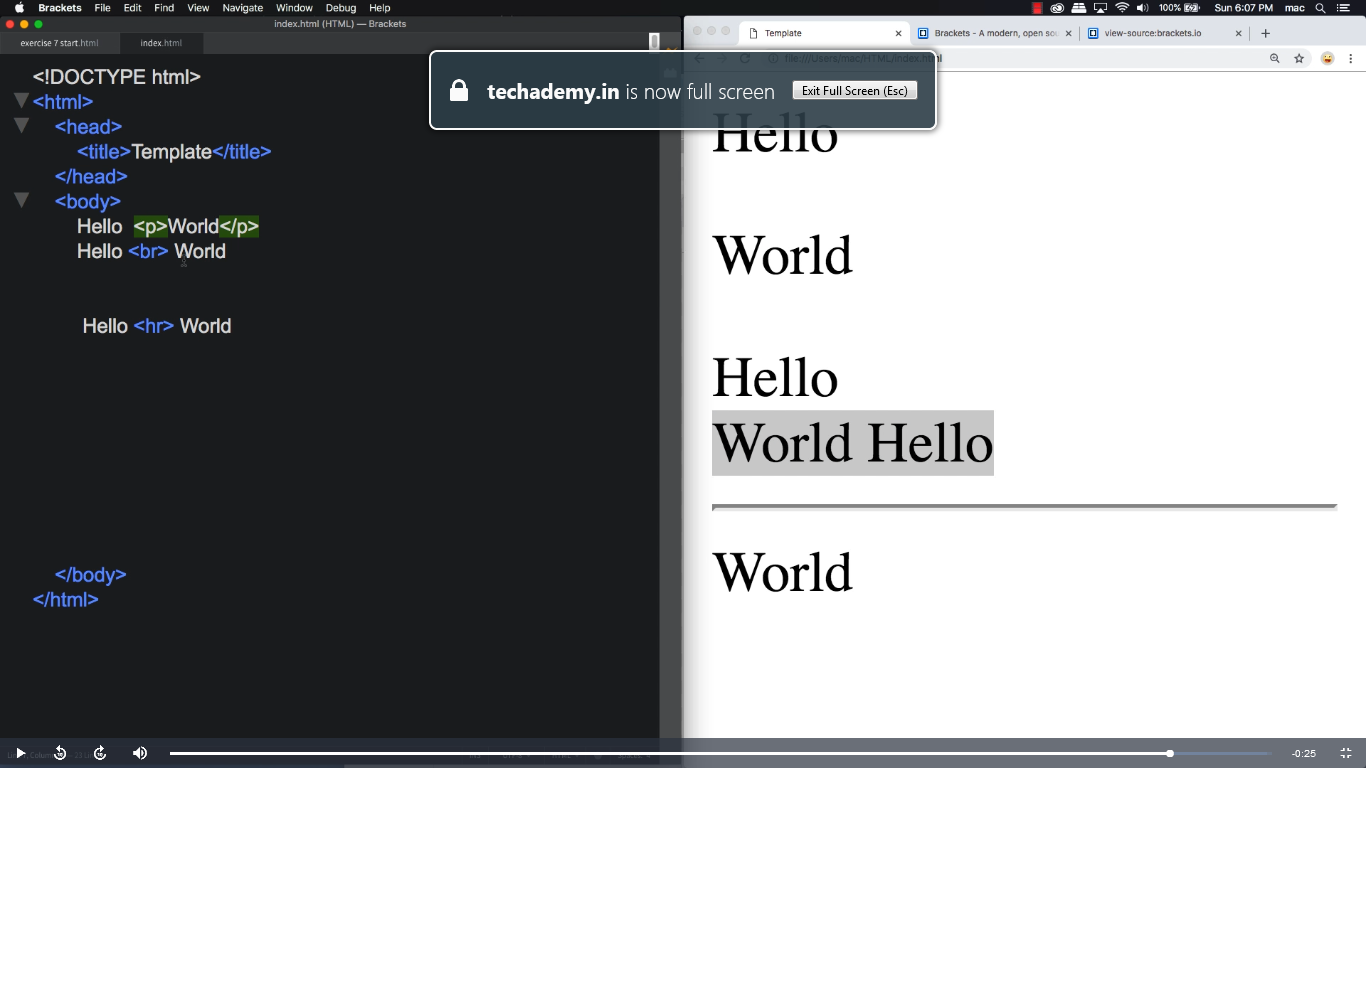 Brackets File Edit Find View Navigate Window Debug Help
100% Sun 6:07 PM mac
index.html (HTML) — Brackets
exercise 7 start.html index.html
Template
Brackets - A modern, open so
view-source:brackets.io
file:///Users/mac/HTML/index.html
techademy.in is now full screen
Exit Full Screen (Esc)
<!DOCTYPE html>
<html>
<head>
<title>Template</title>
</head>
<body>
Hello <p>World</p>
Hello <br> World
Hello <hr> World
</body>
</html>
Hello
World
Hello
World Hello
World
-0:25